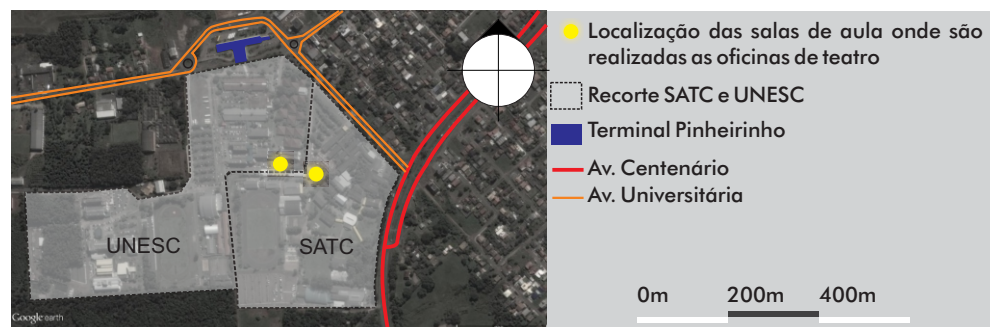 UNESC
SATC
Google earth
Localização das salas de aula onde são
realizadas as oficinas de teatro
Recorte SATC e UNESC
Terminal Pinheirinho
Av. Centenário
Av. Universitária
0m 200m 400m